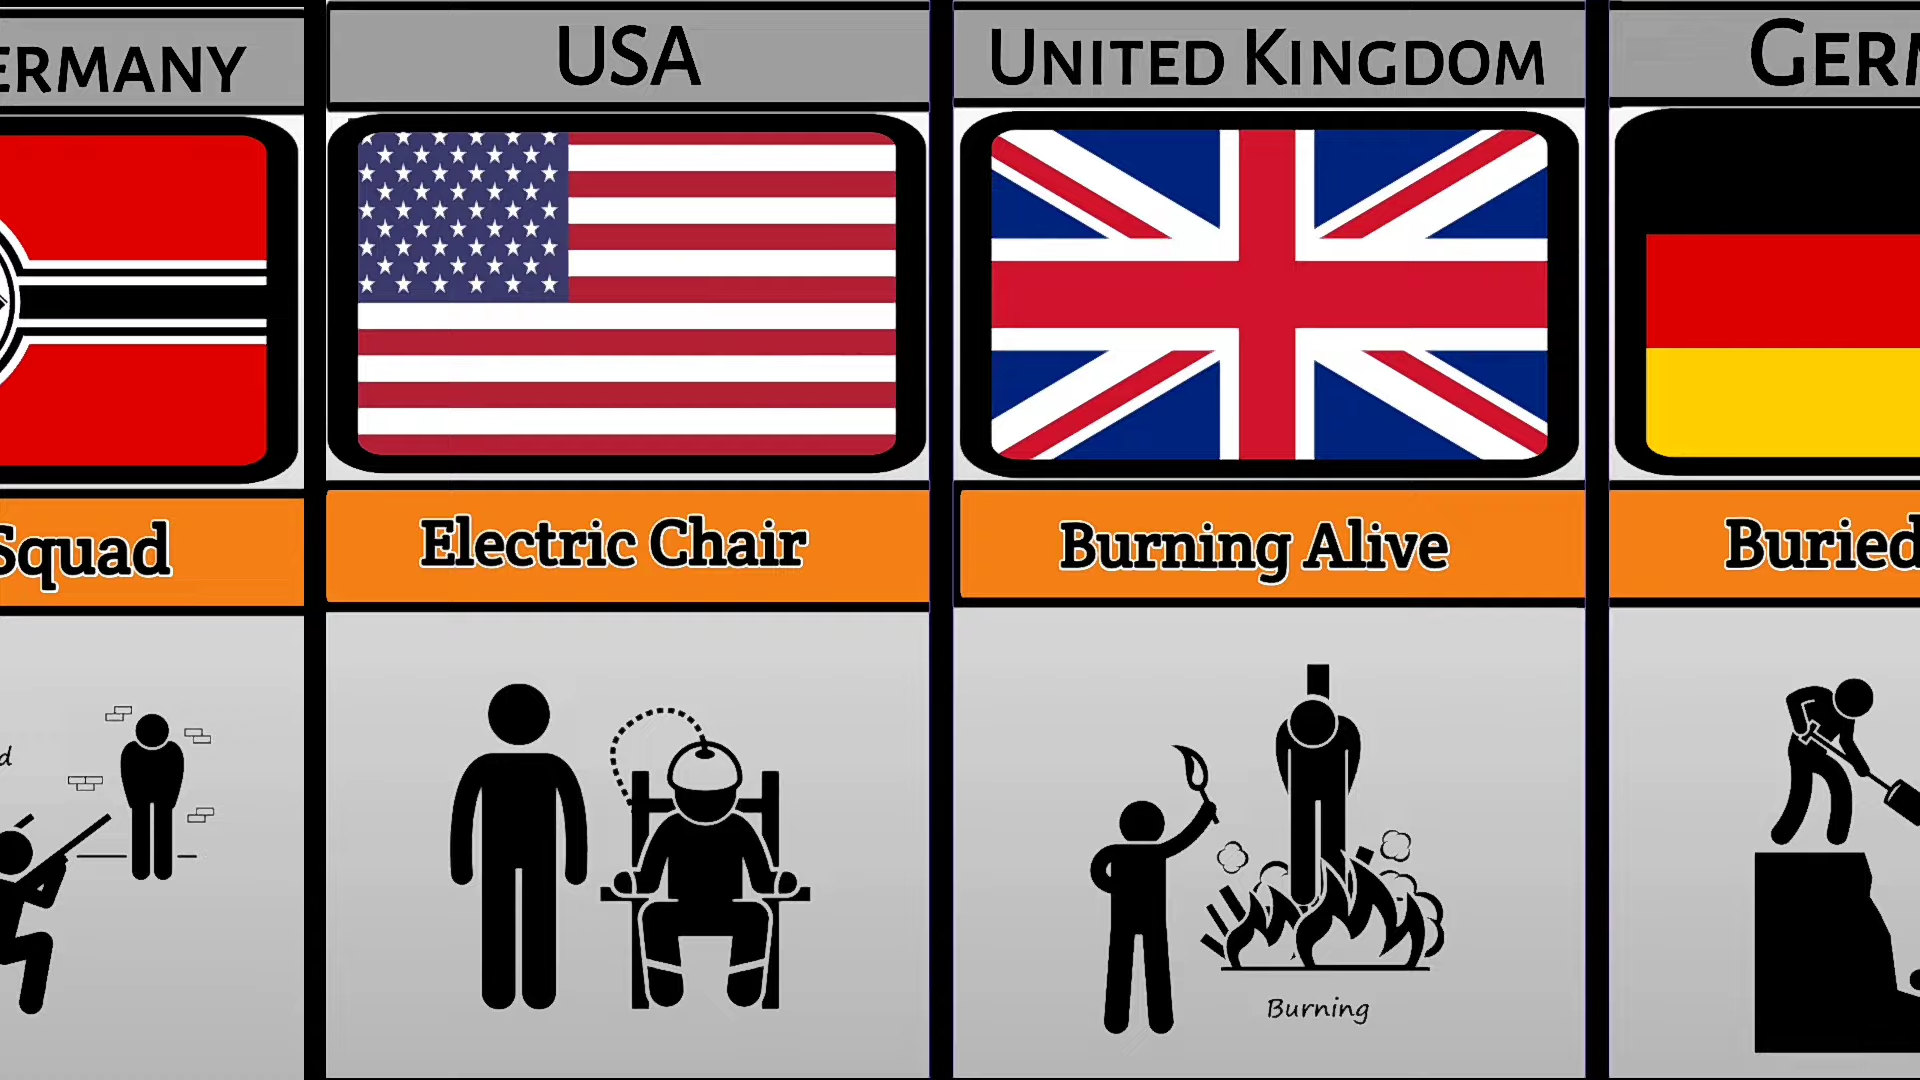 ERMANY
USA
UNITED KINGDOM
GERM
Squad
Electric Chair
Burning Alive
Buried
d
Burning